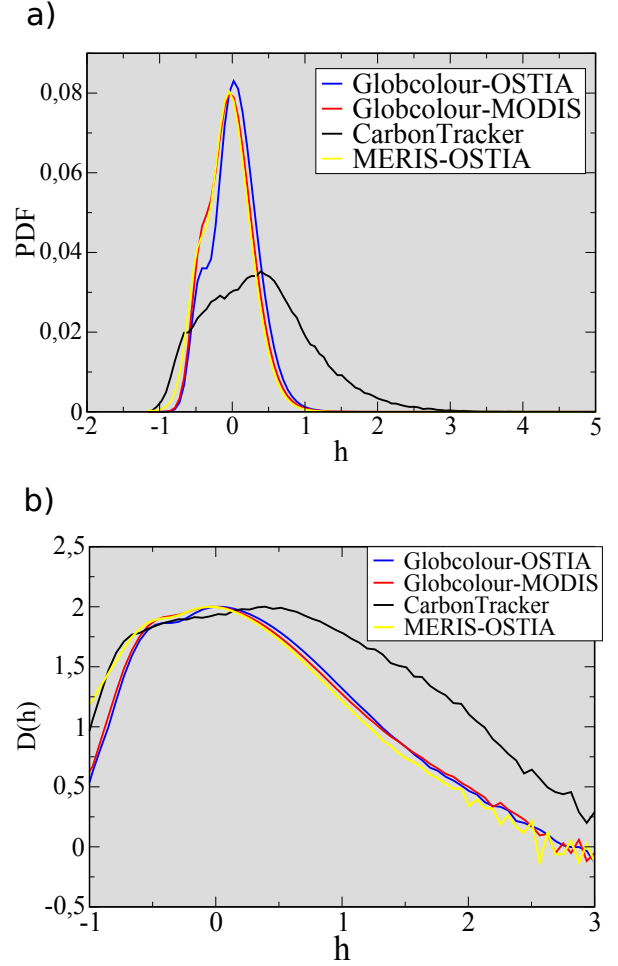 a)
PDF
0,08
0,06
0,04
0,02
0
-2
-1
0
1
2
3
4
5
h
Globcolour-OSTIA
Globcolour-MODIS
CarbonTracker
MERIS-OSTIA
b)
D(h)
2,5
2
1,5
1
0,5
0
-0,5
-1
0
1
2
3
h
Globcolour-OSTIA
Globcolour-MODIS
CarbonTracker
MERIS-OSTIA